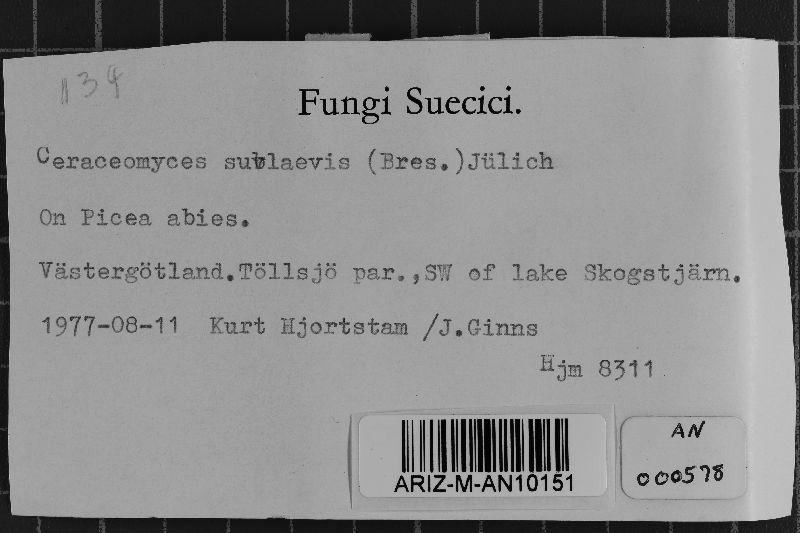 134
Fungi Suecici.
Ceraceomyces sublaevis (Bres.)Jülich
On Picea abies.
Västergötland.Töllsjö par.,SW of lake Skogstjärn.
1977-08-11 Kurt Hjortstam /J.Ginns
Hjm 8311
ARIZ-M-AN10151
AN
000578